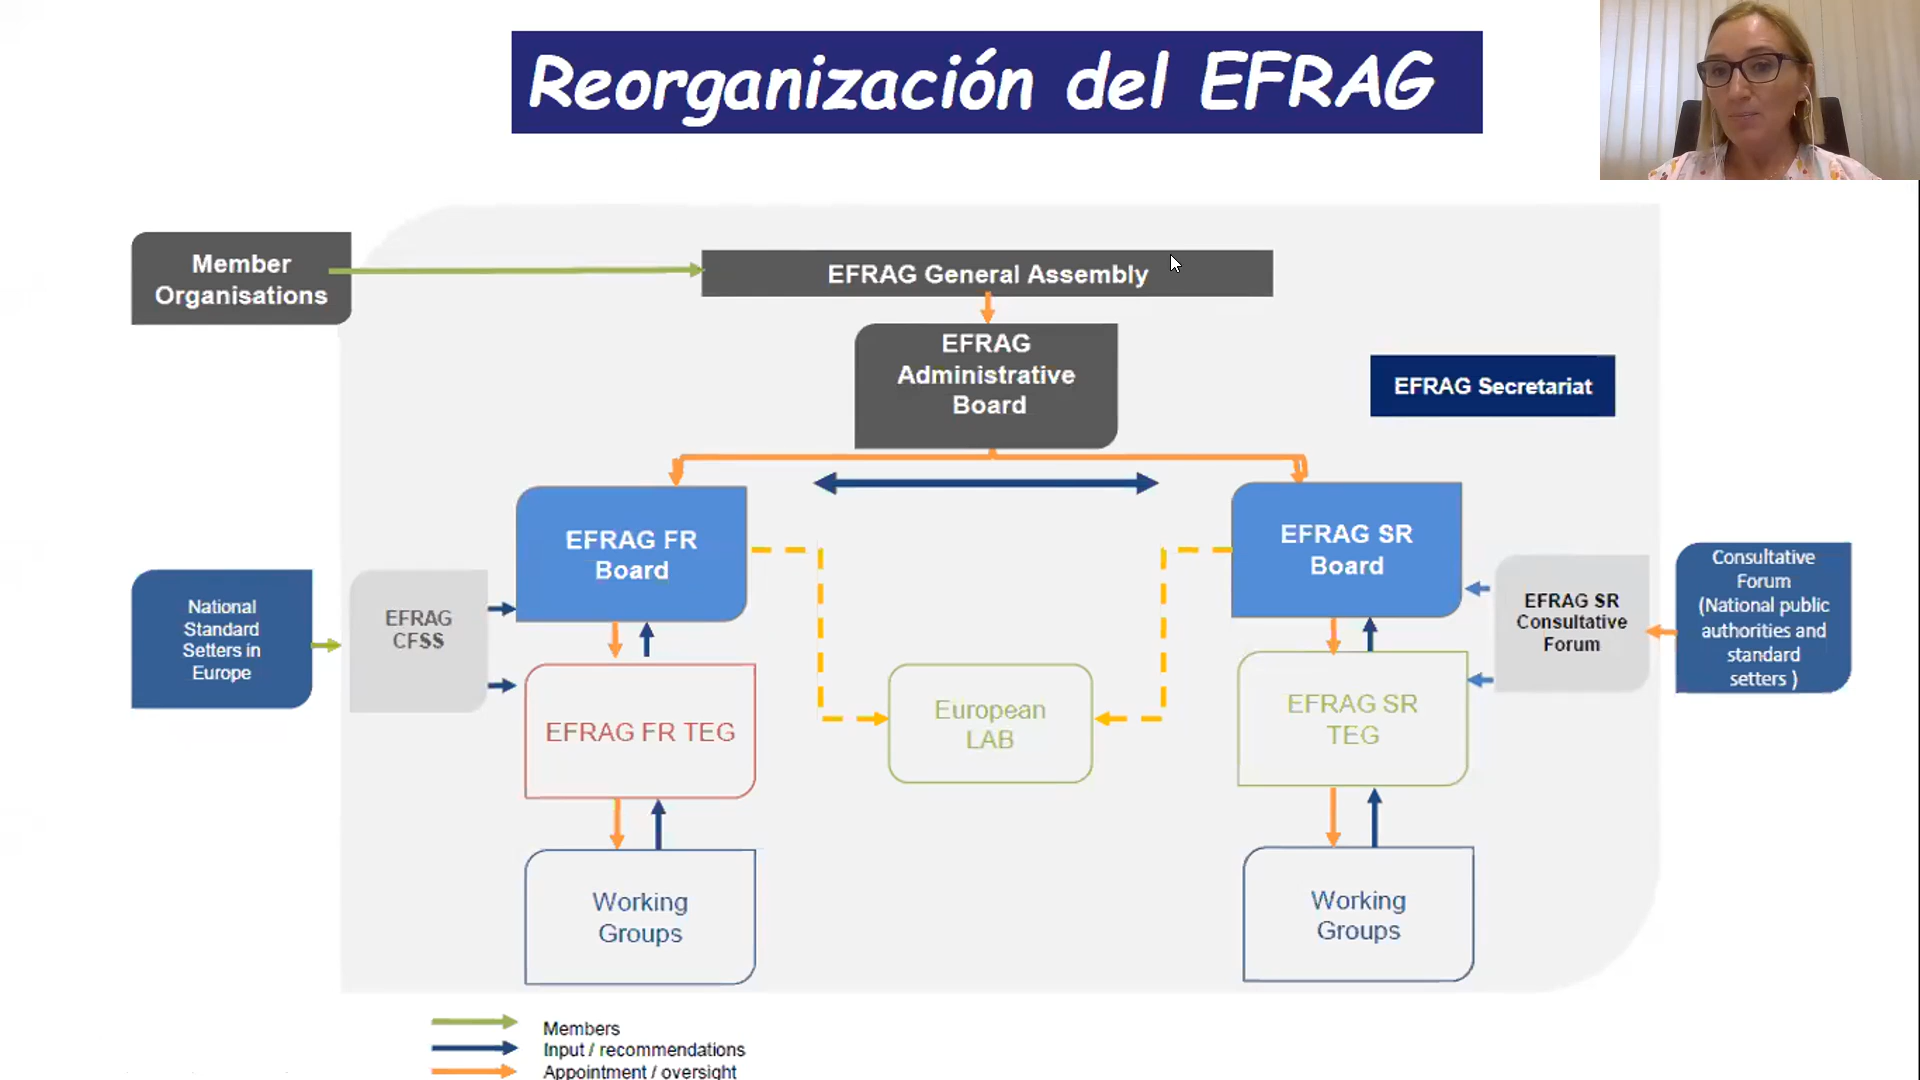 Reorganización del EFRAG
Member
Organisations
EFRAG General Assembly
EFRAG
Administrative
Board
EFRAG Secretariat
EFRAG FR
Board
EFRAG SR
Board
National
Standard
Setters in
Europe
EFRAG
CFSS
EFRAG SR
Consultative
Forum
Consultative
Forum
(National public
authorities and
standard
setters )
EFRAG FR TEG
European
LAB
EFRAG SR
TEG
Working
Groups
Working
Groups
Members
Input / recommendations
Appointment / oversight